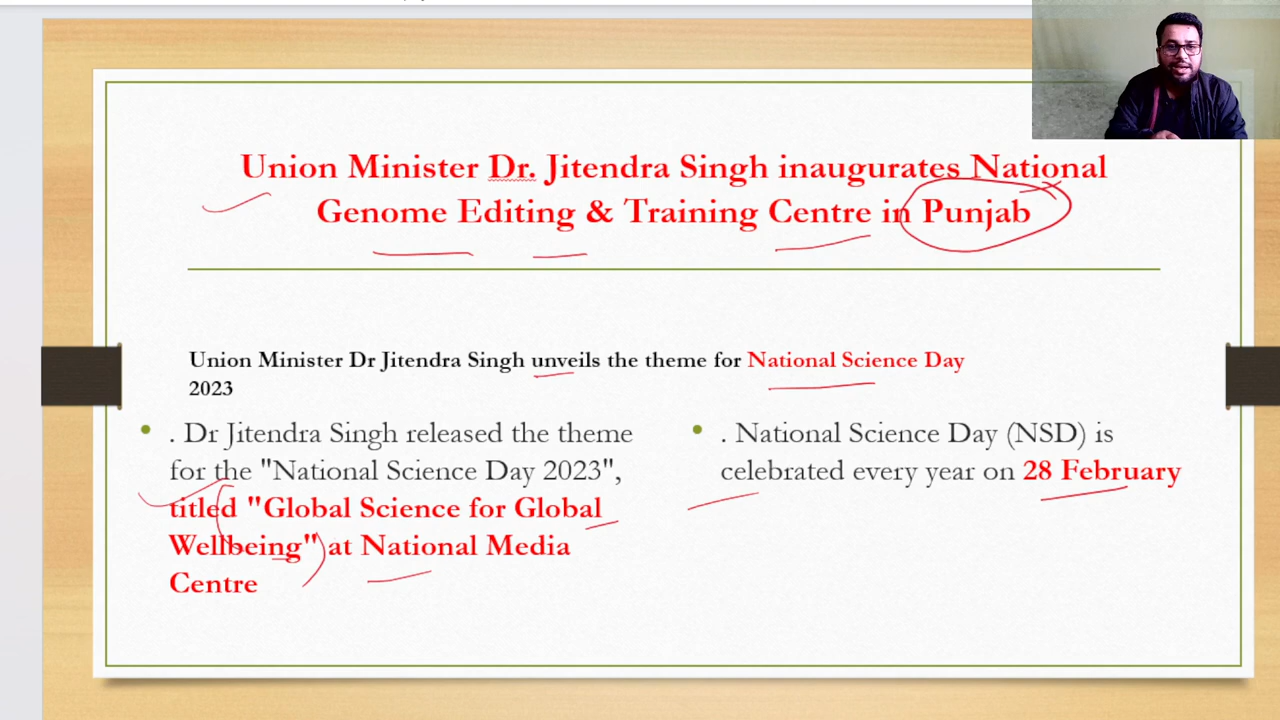 Union Minister Dr. Jitendra Singh inaugurates National
Genome Editing & Training Centre in Punjab
Union Minister Dr Jitendra Singh unveils the theme for National Science Day
2023
. Dr Jitendra Singh released the theme
for the "National Science Day 2023",
titled "Global Science for Global
Wellbeing" at National Media
Centre
. National Science Day (NSD) is
celebrated every year on 28 February